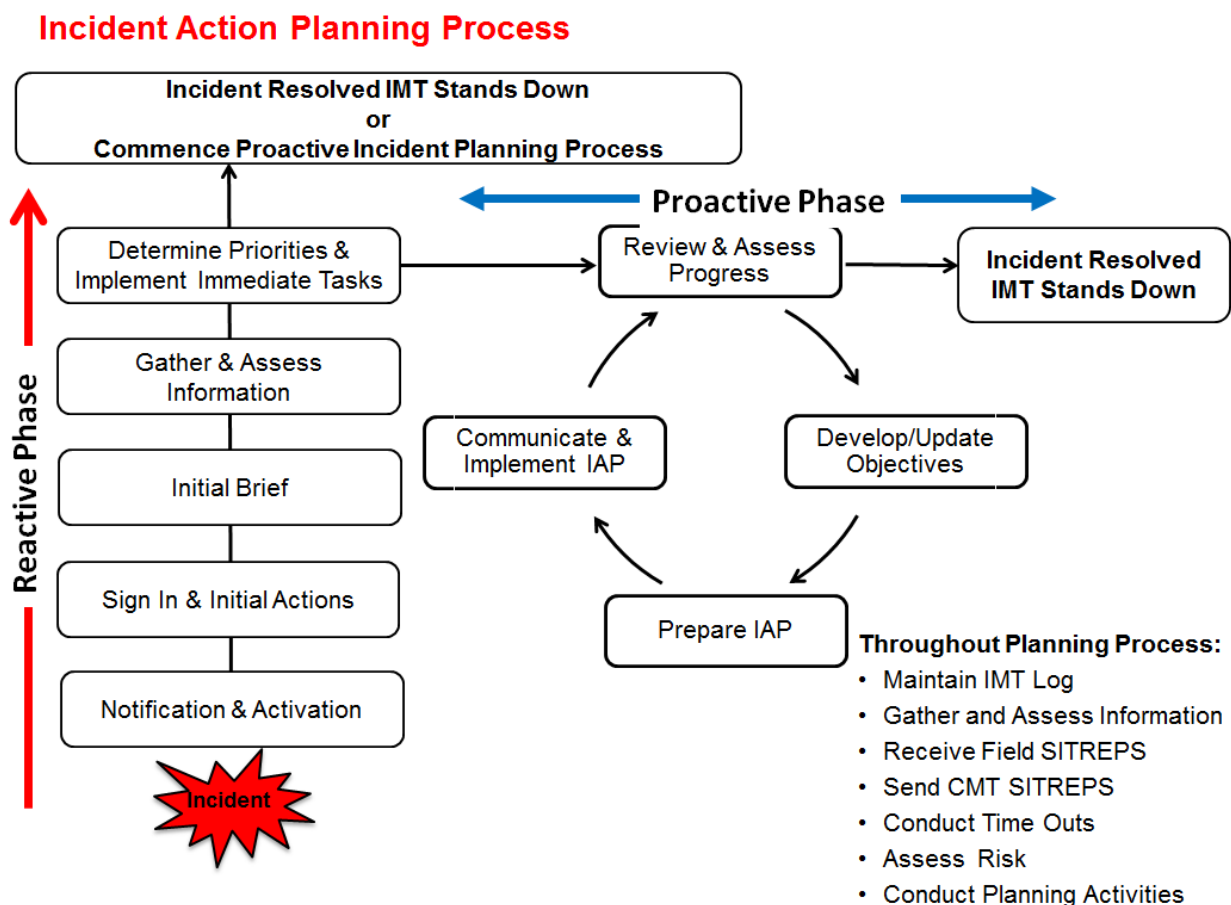 Incident Action Planning Process
Incident Resolved IMT Stands Down
or
Commence Proactive Incident Planning Process
Reactive Phase
Proactive Phase
Determine Priorities &
Implement Immediate Tasks
Review & Assess
Progress
Incident Resolved
IMT Stands Down
Gather & Assess
Information
Communicate &
Implement IAP
Develop/Update
Objectives
Initial Brief
Sign In & Initial Actions
Prepare IAP
Notification & Activation
Incident
Throughout Planning Process:
• Maintain IMT Log
• Gather and Assess Information
• Receive Field SITREPS
• Send CMT SITREPS
• Conduct Time Outs
• Assess Risk
• Conduct Planning Activities